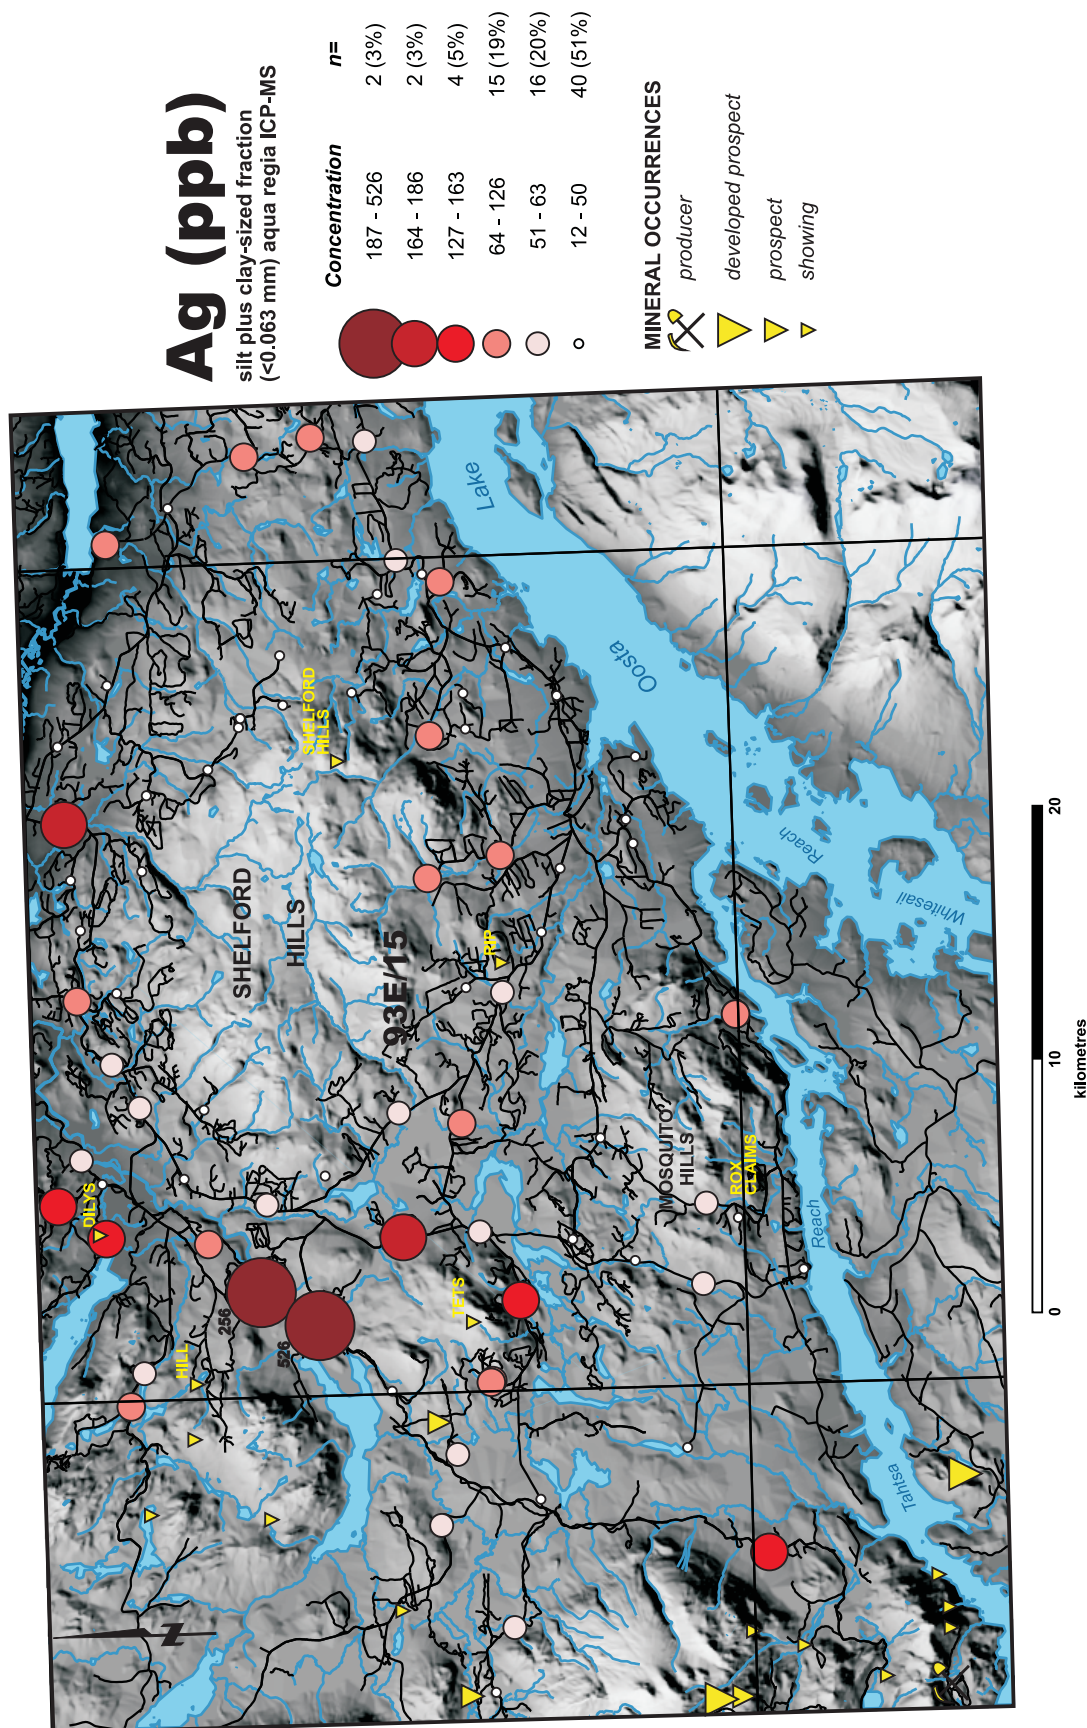 Ag (ppb)
silt plus clay-sized fraction
(<0.063 mm) aqua regia ICP-MS
Concentration n=
187 - 526 2 (3%)
164 - 186 2 (3%)
127 - 163 4 (5%)
64 - 126 15 (19%)
51 - 63 16 (20%)
12 - 50 40 (51%)
MINERAL OCCURRENCES
producer
developed prospect
prospect
showing
DILYS
HILL
256
526
SHELFORD
HILLS
SHELFORD
HILLS
93E/15
TETS
RIP
Lake
Oosta
MOSQUITO
HILLS
ROX
CLAIMS
Reach
Whitesail
Reach
Tahtsa
N
0 10 20
kilometres